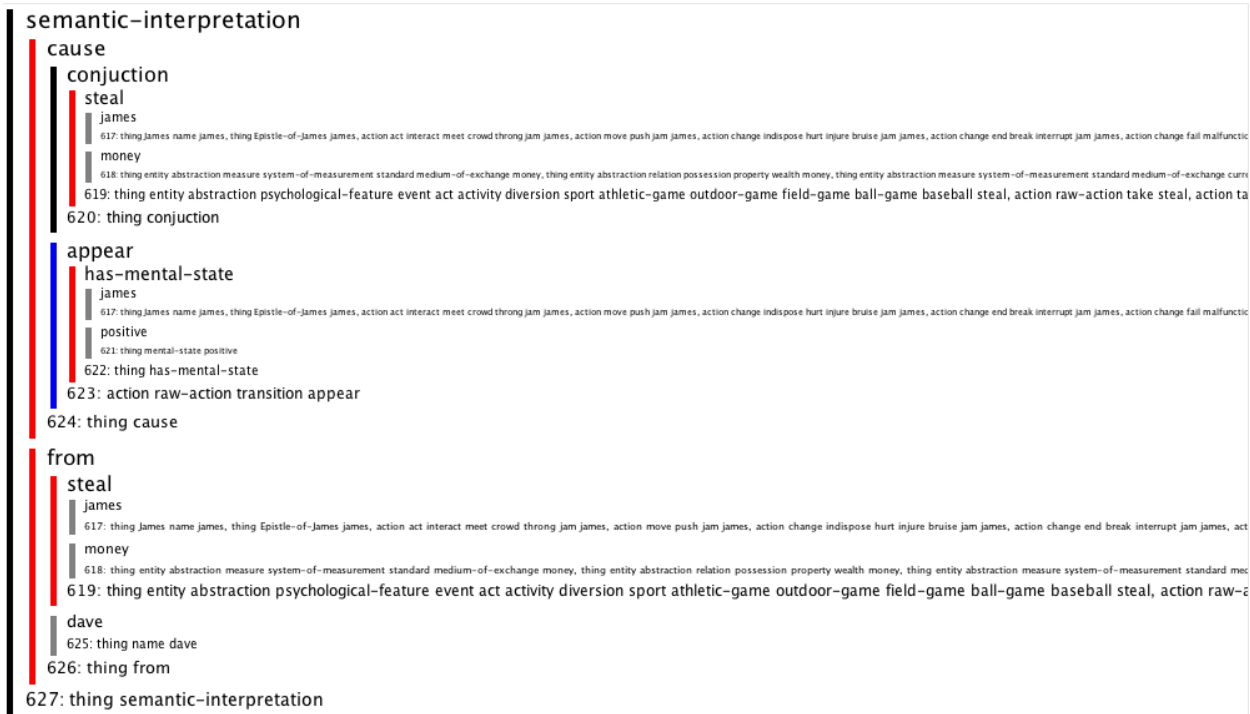 semantic-interpretation
cause
conjuction
steal
james
617: thing James name james, thing Epistle-of-James james, action act interact meet crowd throng jam james, action move push jam james, action change indispose hurt injure bruise jam james, action change end break interrupt jam james, action change fail malfunctio
money
618: thing entity abstraction measure system-of-measurement standard medium-of-exchange money, thing entity abstraction relation possession property wealth money, thing entity abstraction measure system-of-measurement standard medium-of-exchange curre
619: thing entity abstraction psychological-feature event act activity diversion sport athletic-game outdoor-game field-game ball-game baseball steal, action raw-action take steal, action ta
620: thing conjuction
appear
has-mental-state
james
617: thing James name james, thing Epistle-of-James james, action act interact meet crowd throng jam james, action move push jam james, action change indispose hurt injure bruise jam james, action change end break interrupt jam james, action change fail malfunctio
positive
621: thing mental-state positive
622: thing has-mental-state
623: action raw-action transition appear
624: thing cause
from
steal
james
617: thing James name james, thing Epistle-of-James james, action act interact meet crowd throng jam james, action move push jam james, action change indispose hurt injure bruise jam james, action change end break interrupt jam james, act
money
618: thing entity abstraction measure system-of-measurement standard medium-of-exchange money, thing entity abstraction relation possession property wealth money, thing entity abstraction measure system-of-measurement standard med
619: thing entity abstraction psychological-feature event act activity diversion sport athletic-game outdoor-game field-game ball-game baseball steal, action raw-a
dave
625: thing name dave
626: thing from
627: thing semantic-interpretation